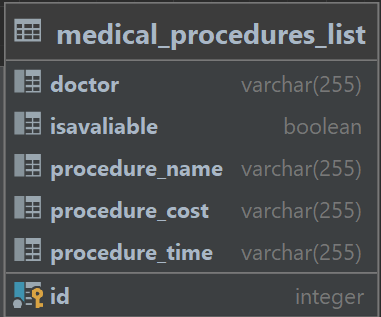 medical_procedures_list
doctor varchar(255)
isavaliable boolean
procedure_name varchar(255)
procedure_cost varchar(255)
procedure_time varchar(255)
id integer